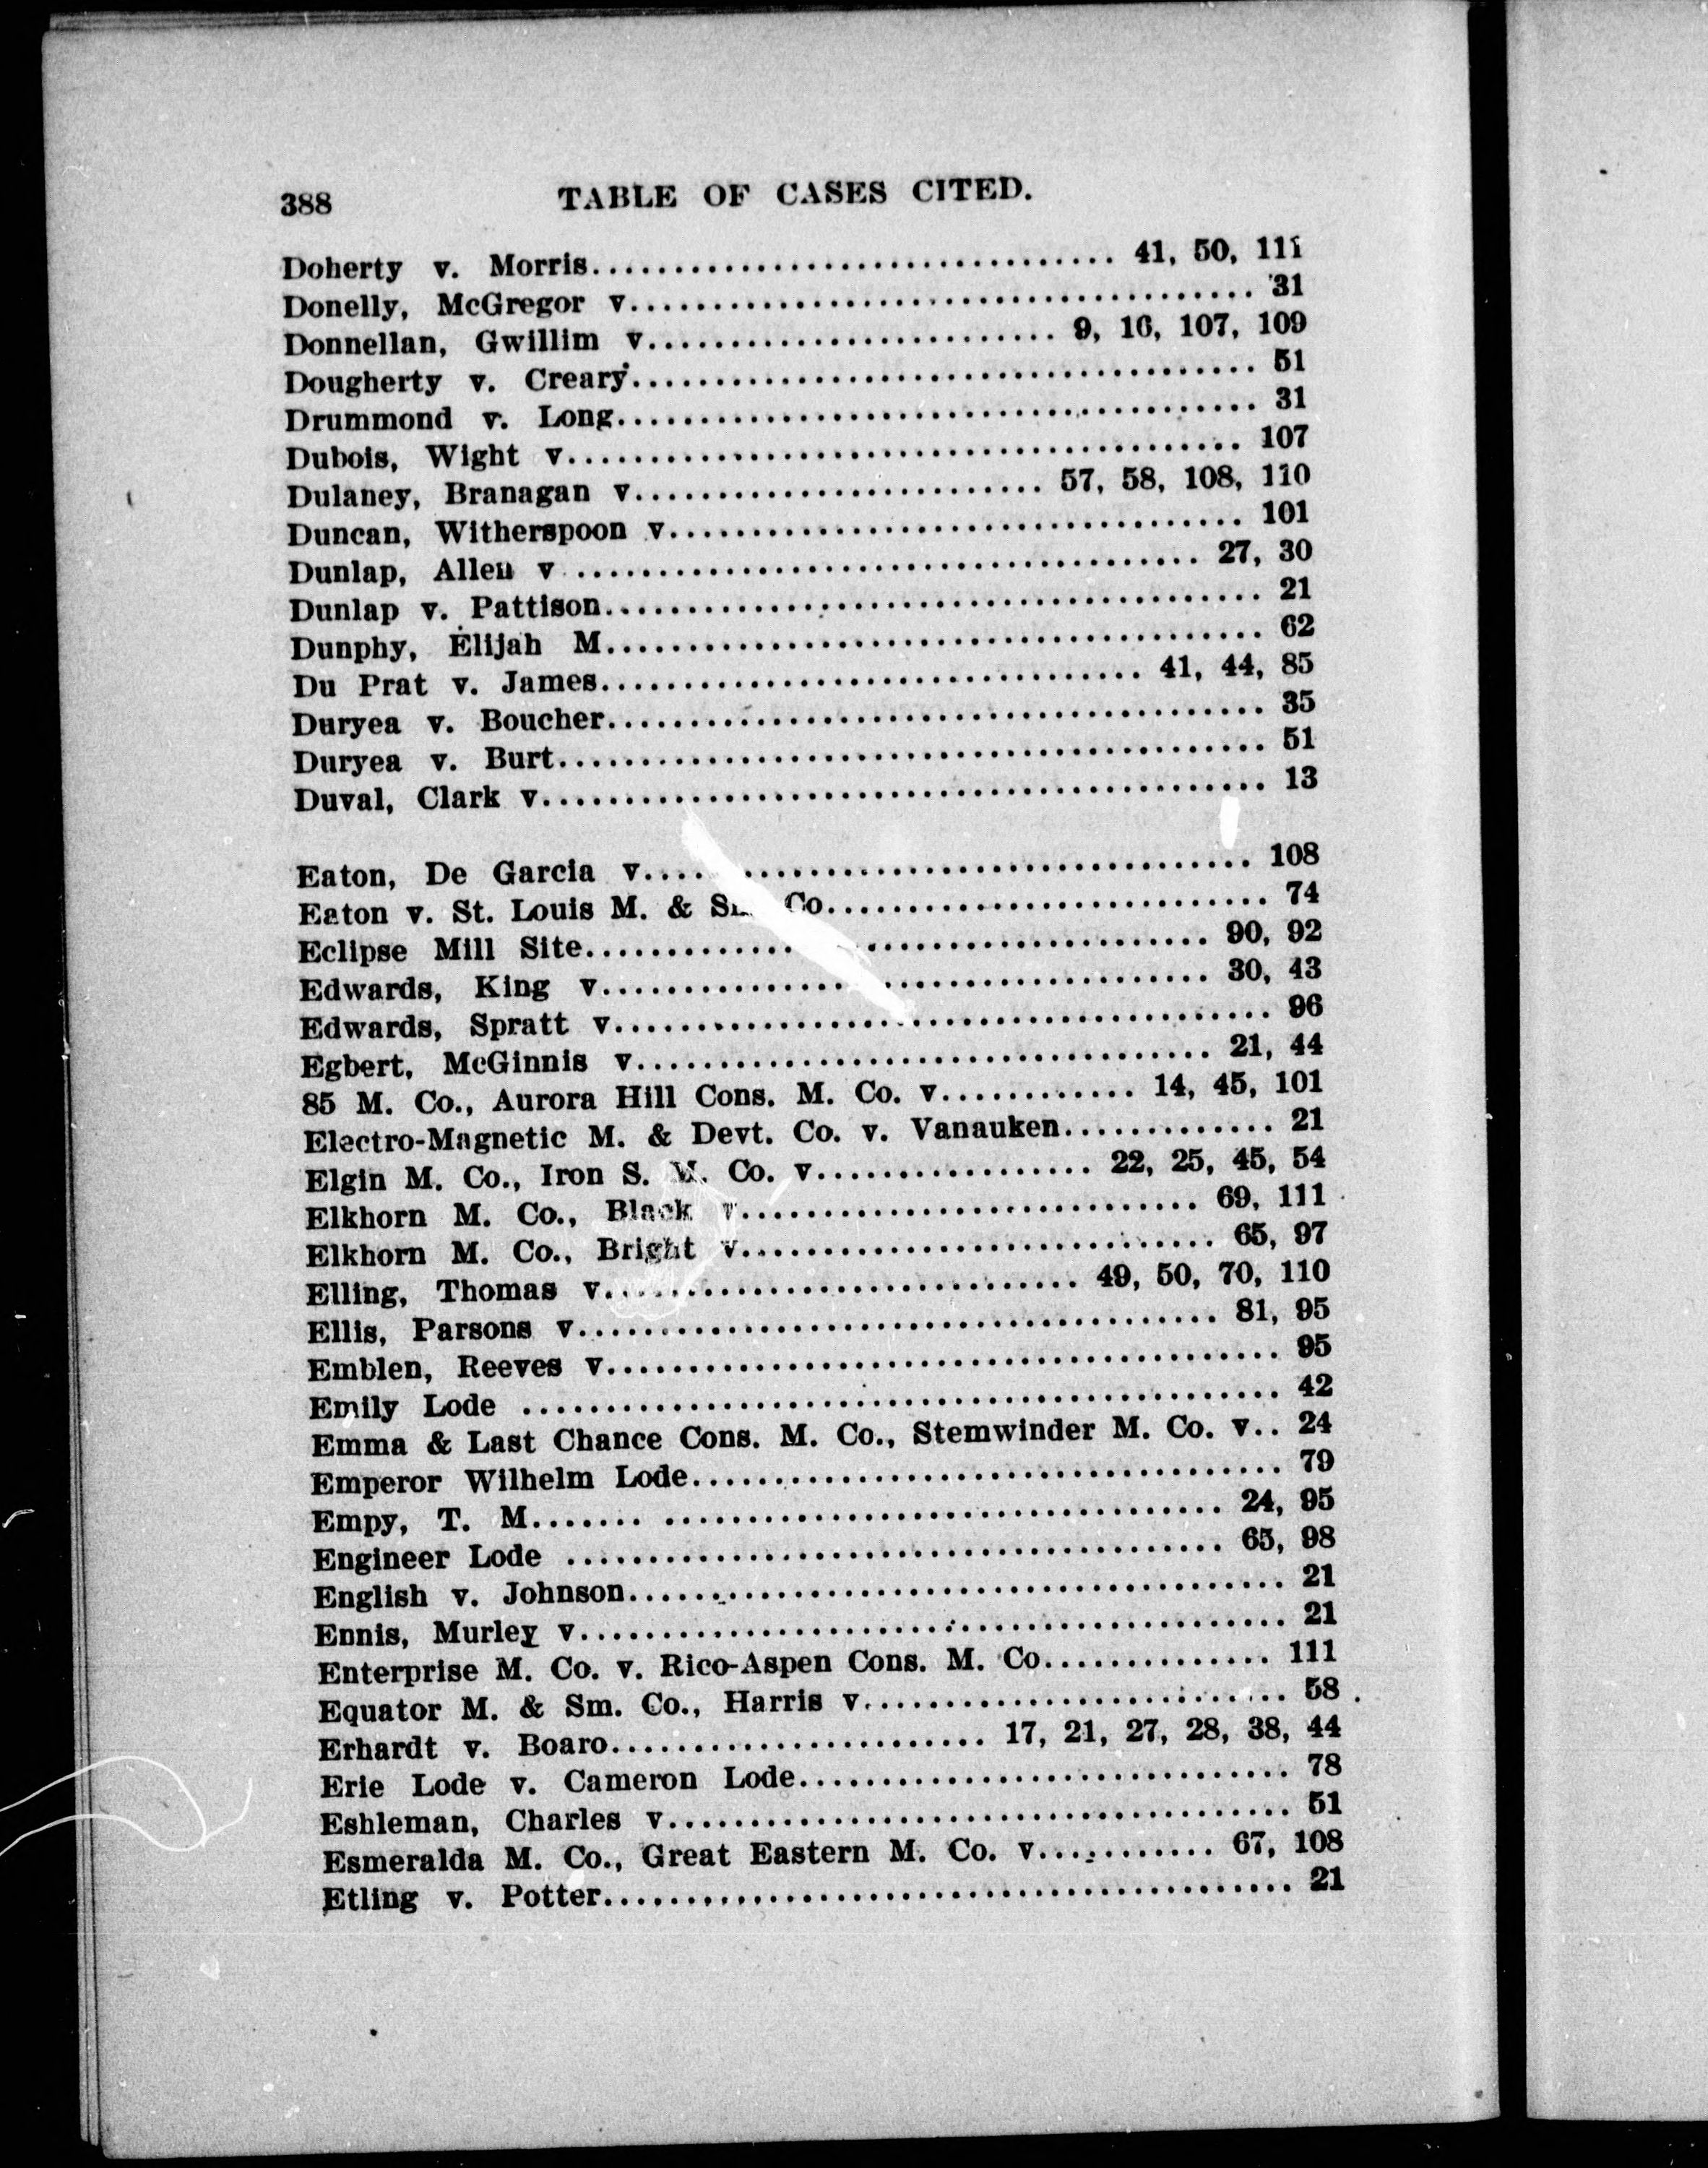 388 TABLE OF CASES CITED.
Doherty v. Morris................................ 41, 50, 111
Donelly, McGregor v...................................... 31
Donnellan, Gwillim v......................... 9, 16, 107, 109
Dougherty v. Creary...................................... 51
Drummond v. Long....................................... 31
Dubois, Wight v......................................... 107
Dulaney, Branagan v......................... 57, 58, 108, 110
Duncan, Witherspoon v................................... 101
Dunlap, Allen v ...................................... 27, 30
Dunlap v. Pattison........................................ 21
Dunphy, Elijah M........................................ 62
Du Prat v. James................................. 41, 44, 85
Duryea v. Boucher........................................ 35
Duryea v. Burt........................................... 51
Duval, Clark v............................................ 13
Eaton, De Garcia v..................................... 108
Eaton v. St. Louis M. & Co........................... 74
Eclipse Mill Site...................................... 90, 92
Edwards, King v..................................... 30, 43
Edwards, Spratt v........................................ 96
Egbert, McGinnis v................................... 21, 44
85 M. Co., Aurora Hill Cons. M. Co. v............ 14, 45, 101
Electro-Magnetic M. & Devt. Co. v. Vanauken............. 21
Elgin M. Co., Iron S. M. Co. v................. 22, 25, 45, 54
Elkhorn M. Co., Black v............................ 69, 111
Elkhorn M. Co., Bright v............................. 65, 97
Elling, Thomas v............................. 49, 50, 70, 110
Ellis, Parsons v....................................... 81, 95
Emblen, Reeves v......................................... 95
Emily Lode .............................................. 42
Emma & Last Chance Cons. M. Co., Stemwinder M. Co. v.. 24
Emperor Wilhelm Lode.................................... 79
Empy, T. M....... .................................. 24, 95
Engineer Lode ........................................ 65, 98
English v. Johnson........................................ 21
Ennis, Murley v........................................... 21
Enterprise M. Co. v. Rico-Aspen Cons. M. Co.............. 111
Equator M. & Sm. Co., Harris v.......................... 58
Erhardt v. Boaro....................... 17, 21, 27, 28, 38, 44
Erie Lode v. Cameron Lode.............................. 78
Eshleman, Charles v...................................... 51
Esmeralda M. Co., Great Eastern M. Co. v........... 67, 108
Etling v. Potter.......................................... 21